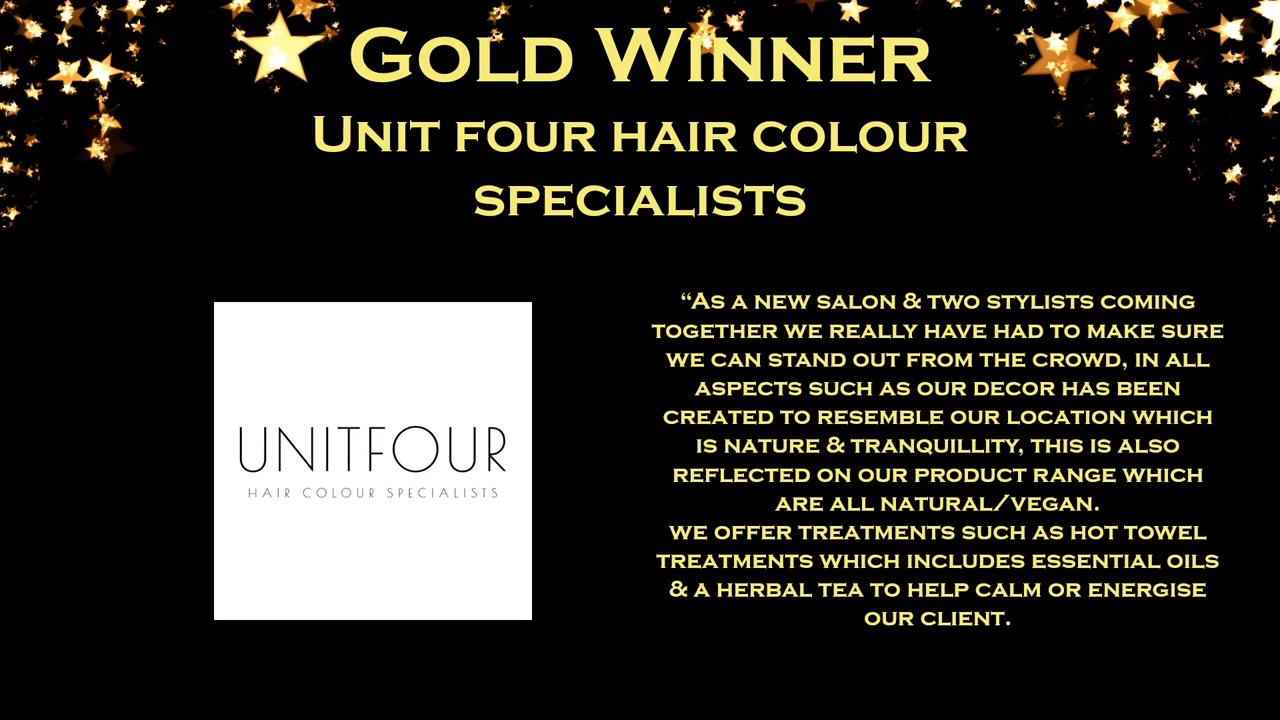 Gold Winner
Unit four hair colour
specialists
UNITFOUR
HAIR COLOUR SPECIALISTS
“As a new salon & two stylists coming
together we really have had to make sure
we can stand out from the crowd, in all
aspects such as our decor has been
created to resemble our location which
is nature & tranquillity, this is also
reflected on our product range which
are all natural/vegan.
we offer treatments such as hot towel
treatments which includes essential oils
& a herbal tea to help calm or energise
our client.